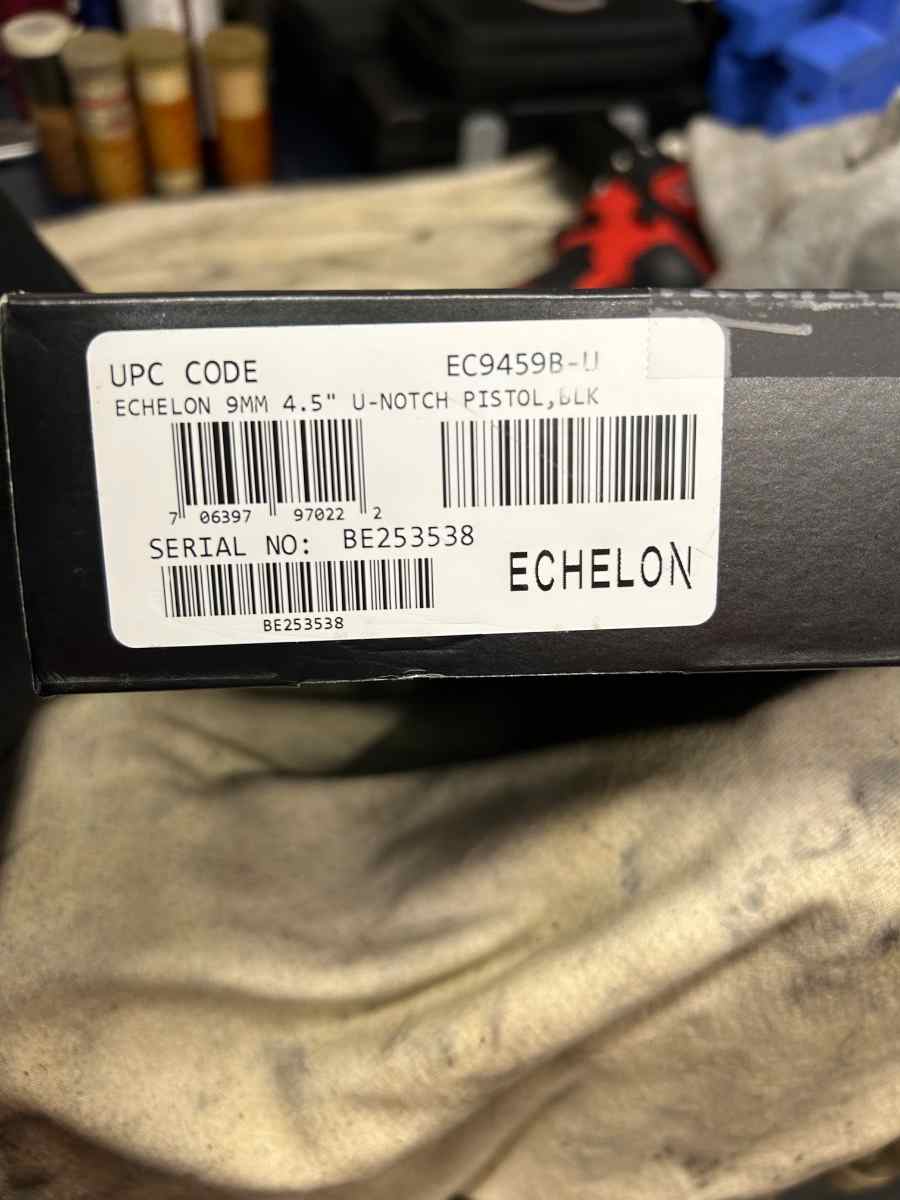 UPC CODE EC9459B-U
ECHELON 9MM 4.5" U-NOTCH PISTOL,BLK
7 06397 97022 2
SERIAL NO: BE253538
ECHELON
BE253538